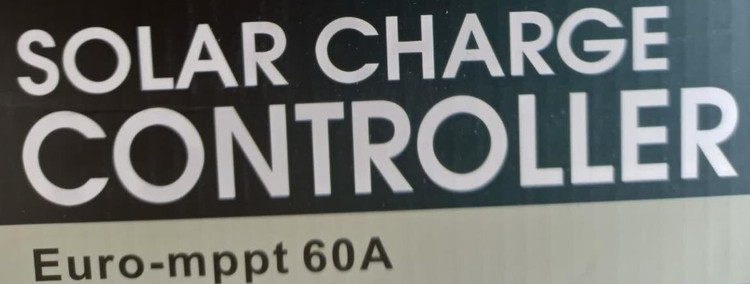 SOLAR CHARGE
CONTROLLER
Euro-mppt 60A